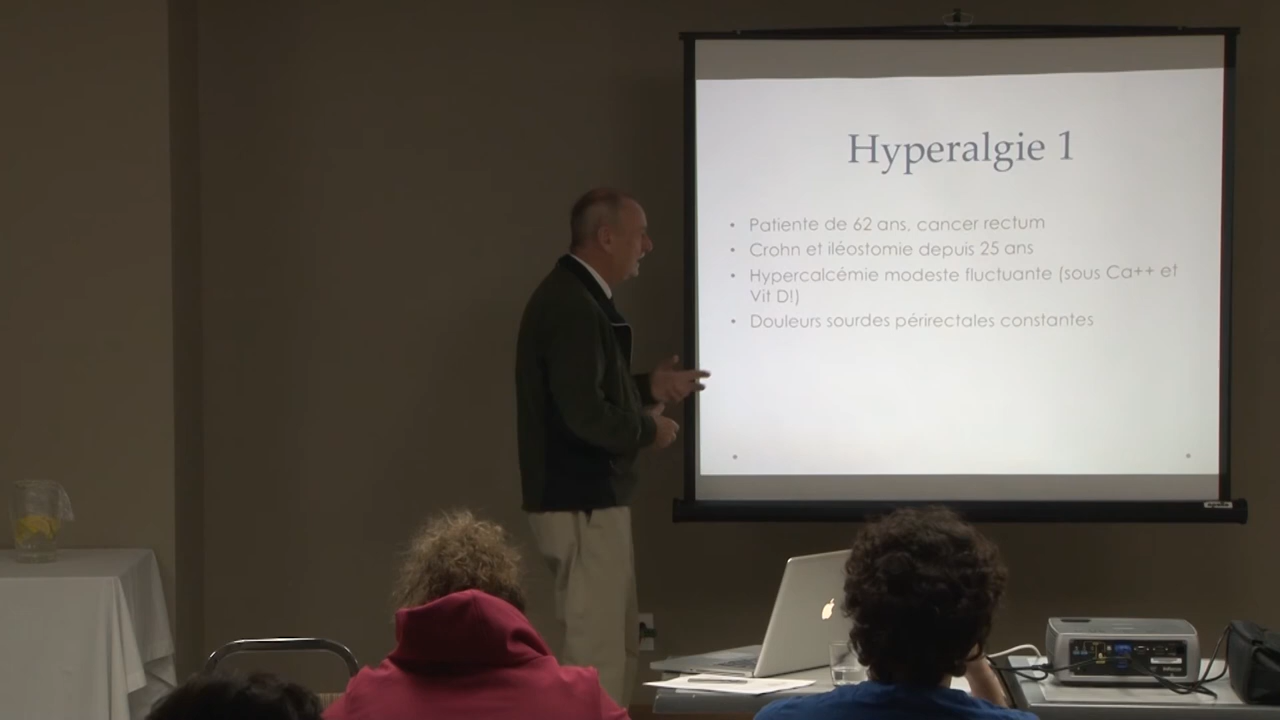 Hyperalgie 1
• Patiente de 62 ans, cancer rectum
• Crohn et iléostomie depuis 25 ans
• Hypercalcémie modeste fluctuante (sous Ca++ et
Vit D!)
• Douleurs sourdes périrectales constantes